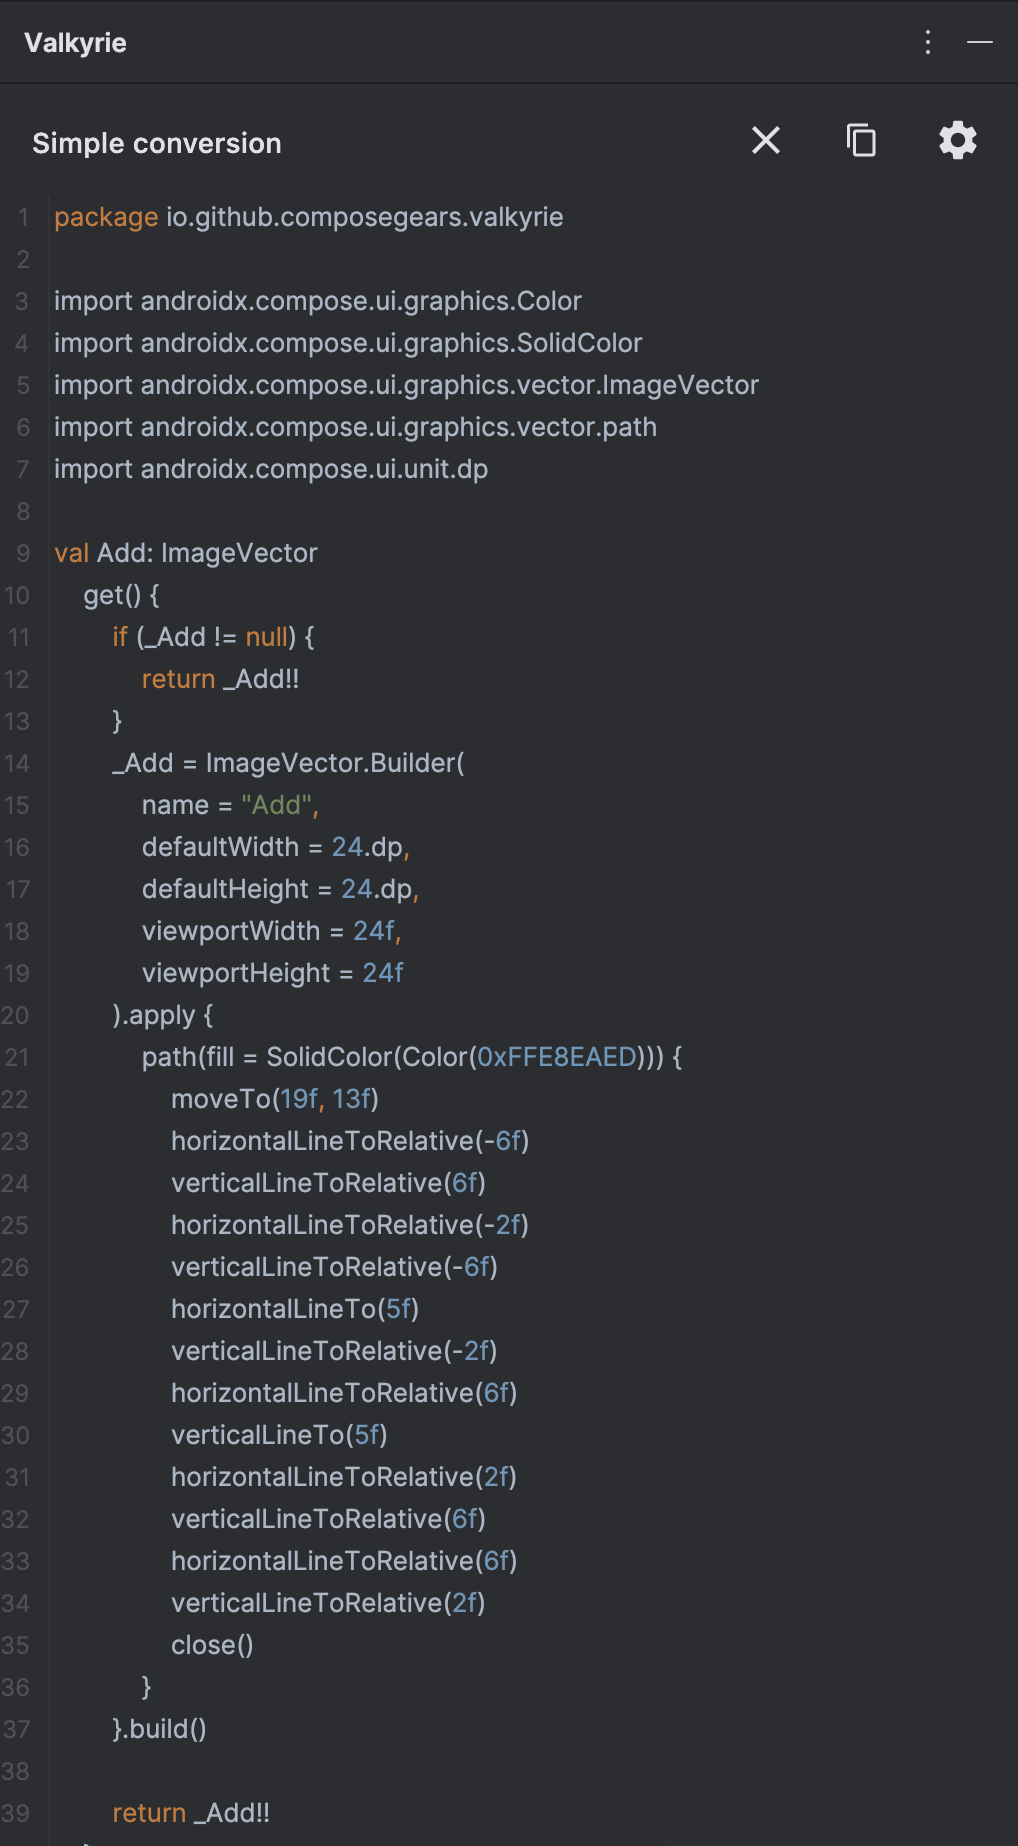 Valkyrie
Simple conversion
1 package io.github.composegears.valkyrie
2
3 import androidx.compose.ui.graphics.Color
4 import androidx.compose.ui.graphics.SolidColor
5 import androidx.compose.ui.graphics.vector.ImageVector
6 import androidx.compose.ui.graphics.vector.path
7 import androidx.compose.ui.unit.dp
8
9 val Add: ImageVector
10 get() {
11 if (_Add != null) {
12 return _Add!!
13 }
14 _Add = ImageVector.Builder(
15 name = "Add",
16 defaultWidth = 24.dp,
17 defaultHeight = 24.dp,
18 viewportWidth = 24f,
19 viewportHeight = 24f
20 ).apply {
21 path(fill = SolidColor(Color(0xFFE8EAED))) {
22 moveTo(19f, 13f)
23 horizontalLineToRelative(-6f)
24 verticalLineToRelative(6f)
25 horizontalLineToRelative(-2f)
26 verticalLineToRelative(-6f)
27 horizontalLineTo(5f)
28 verticalLineToRelative(-2f)
29 horizontalLineToRelative(6f)
30 verticalLineTo(5f)
31 horizontalLineToRelative(2f)
32 verticalLineToRelative(6f)
33 horizontalLineToRelative(6f)
34 verticalLineToRelative(2f)
35 close()
36 }
37 }.build()
38
39 return _Add!!